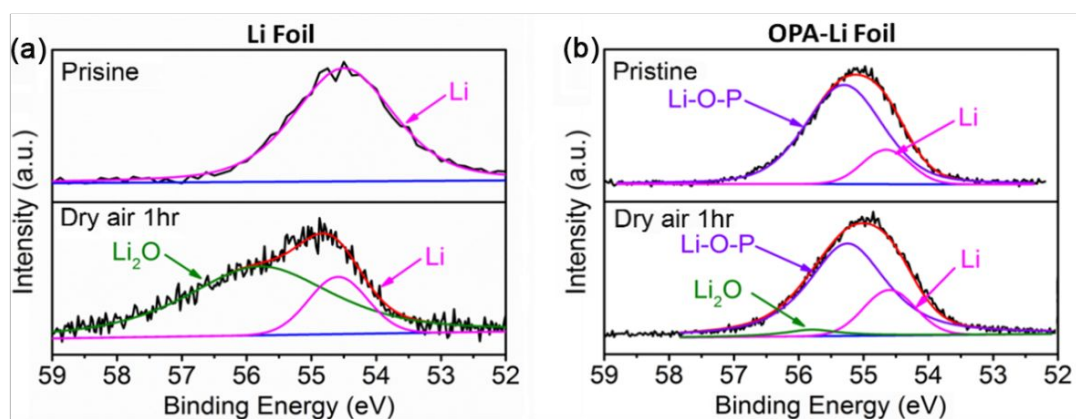 (a)
Li Foil
Prisine
Li
Dry air 1hr
Li₂O
Li
Intensity (a.u.)
59 58 57 56 55 54 53 52
Binding Energy (eV)
(b)
OPA-Li Foil
Pristine
Li-O-P
Li
Dry air 1hr
Li-O-P
Li
Li₂O
Intensity (a.u.)
59 58 57 56 55 54 53 52
Binding Energy (eV)